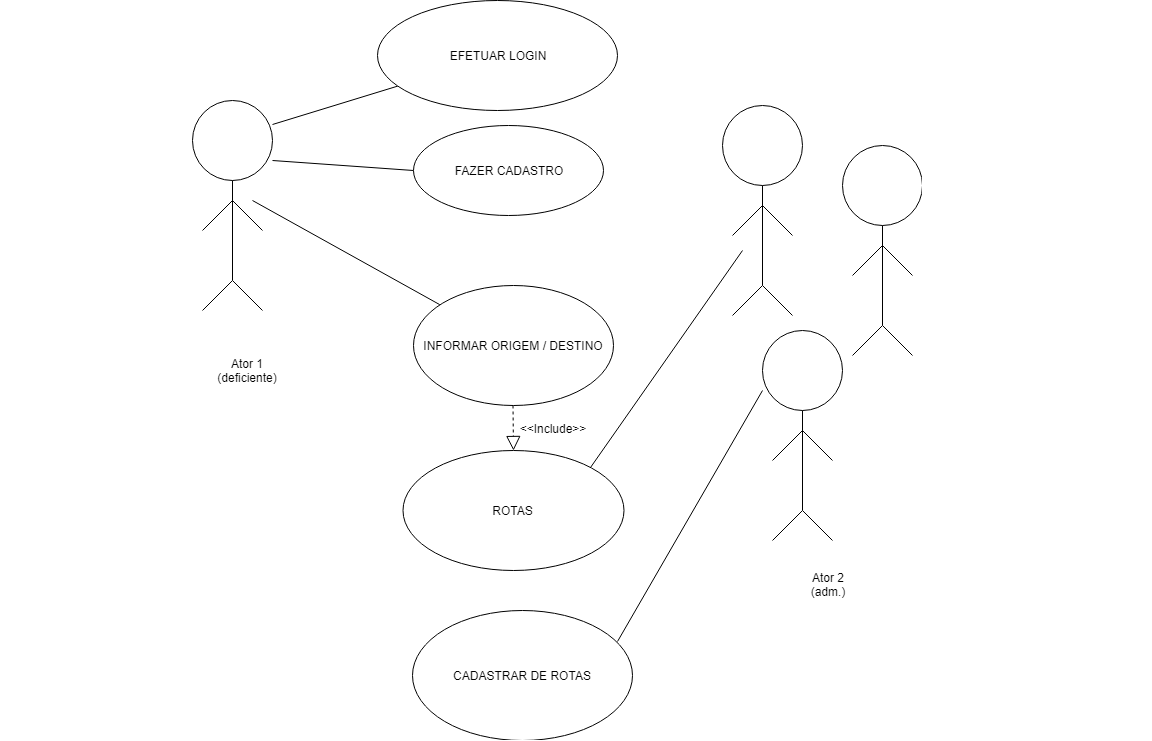 EFETUAR LOGIN
FAZER CADASTRO
INFORMAR ORIGEM / DESTINO
Ator 1
(deficiente)
<<Include>>
ROTAS
Ator 2
(adm.)
CADASTRAR DE ROTAS